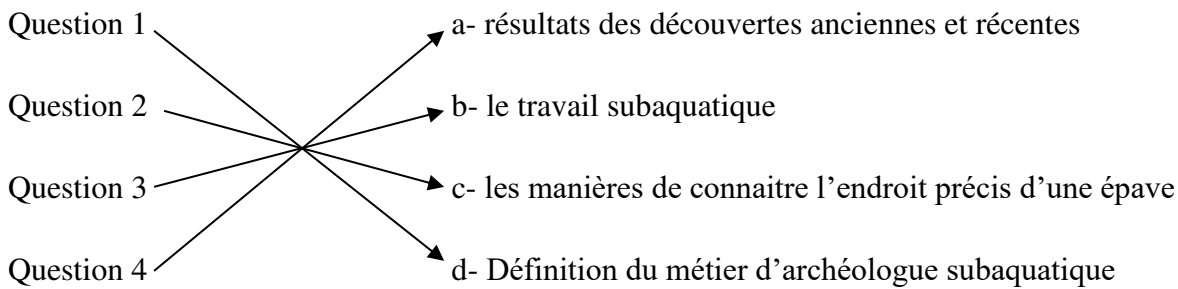 Question 1 a- résultats des découvertes anciennes et récentes
Question 2 b- le travail subaquatique
Question 3 c- les manières de connaitre l’endroit précis d’une épave
Question 4 d- Définition du métier d’archéologue subaquatique